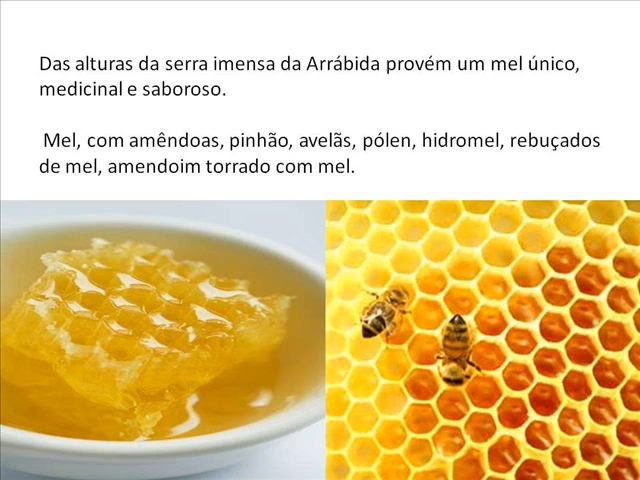 Das alturas da serra imensa da Arrábida provém um mel único,
medicinal e saboroso.
Mel, com amêndoas, pinhão, avelãs, pólen, hidromel, rebuçados
de mel, amendoim torrado com mel.